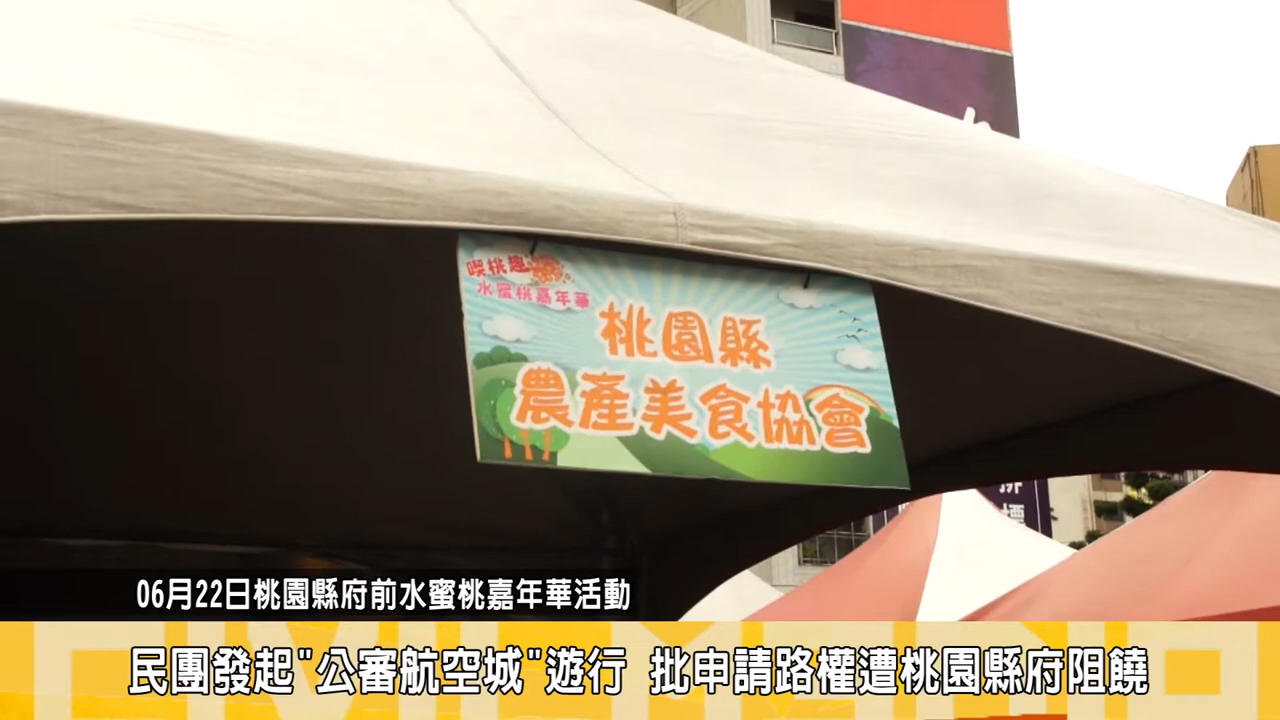 喫桃趣
水蜜桃嘉年華
桃園縣
農產美食協會
06月22日桃園縣府前水蜜桃嘉年華活動
民團發起"公審航空城"遊行 批申請路權遭桃園縣府阻饒